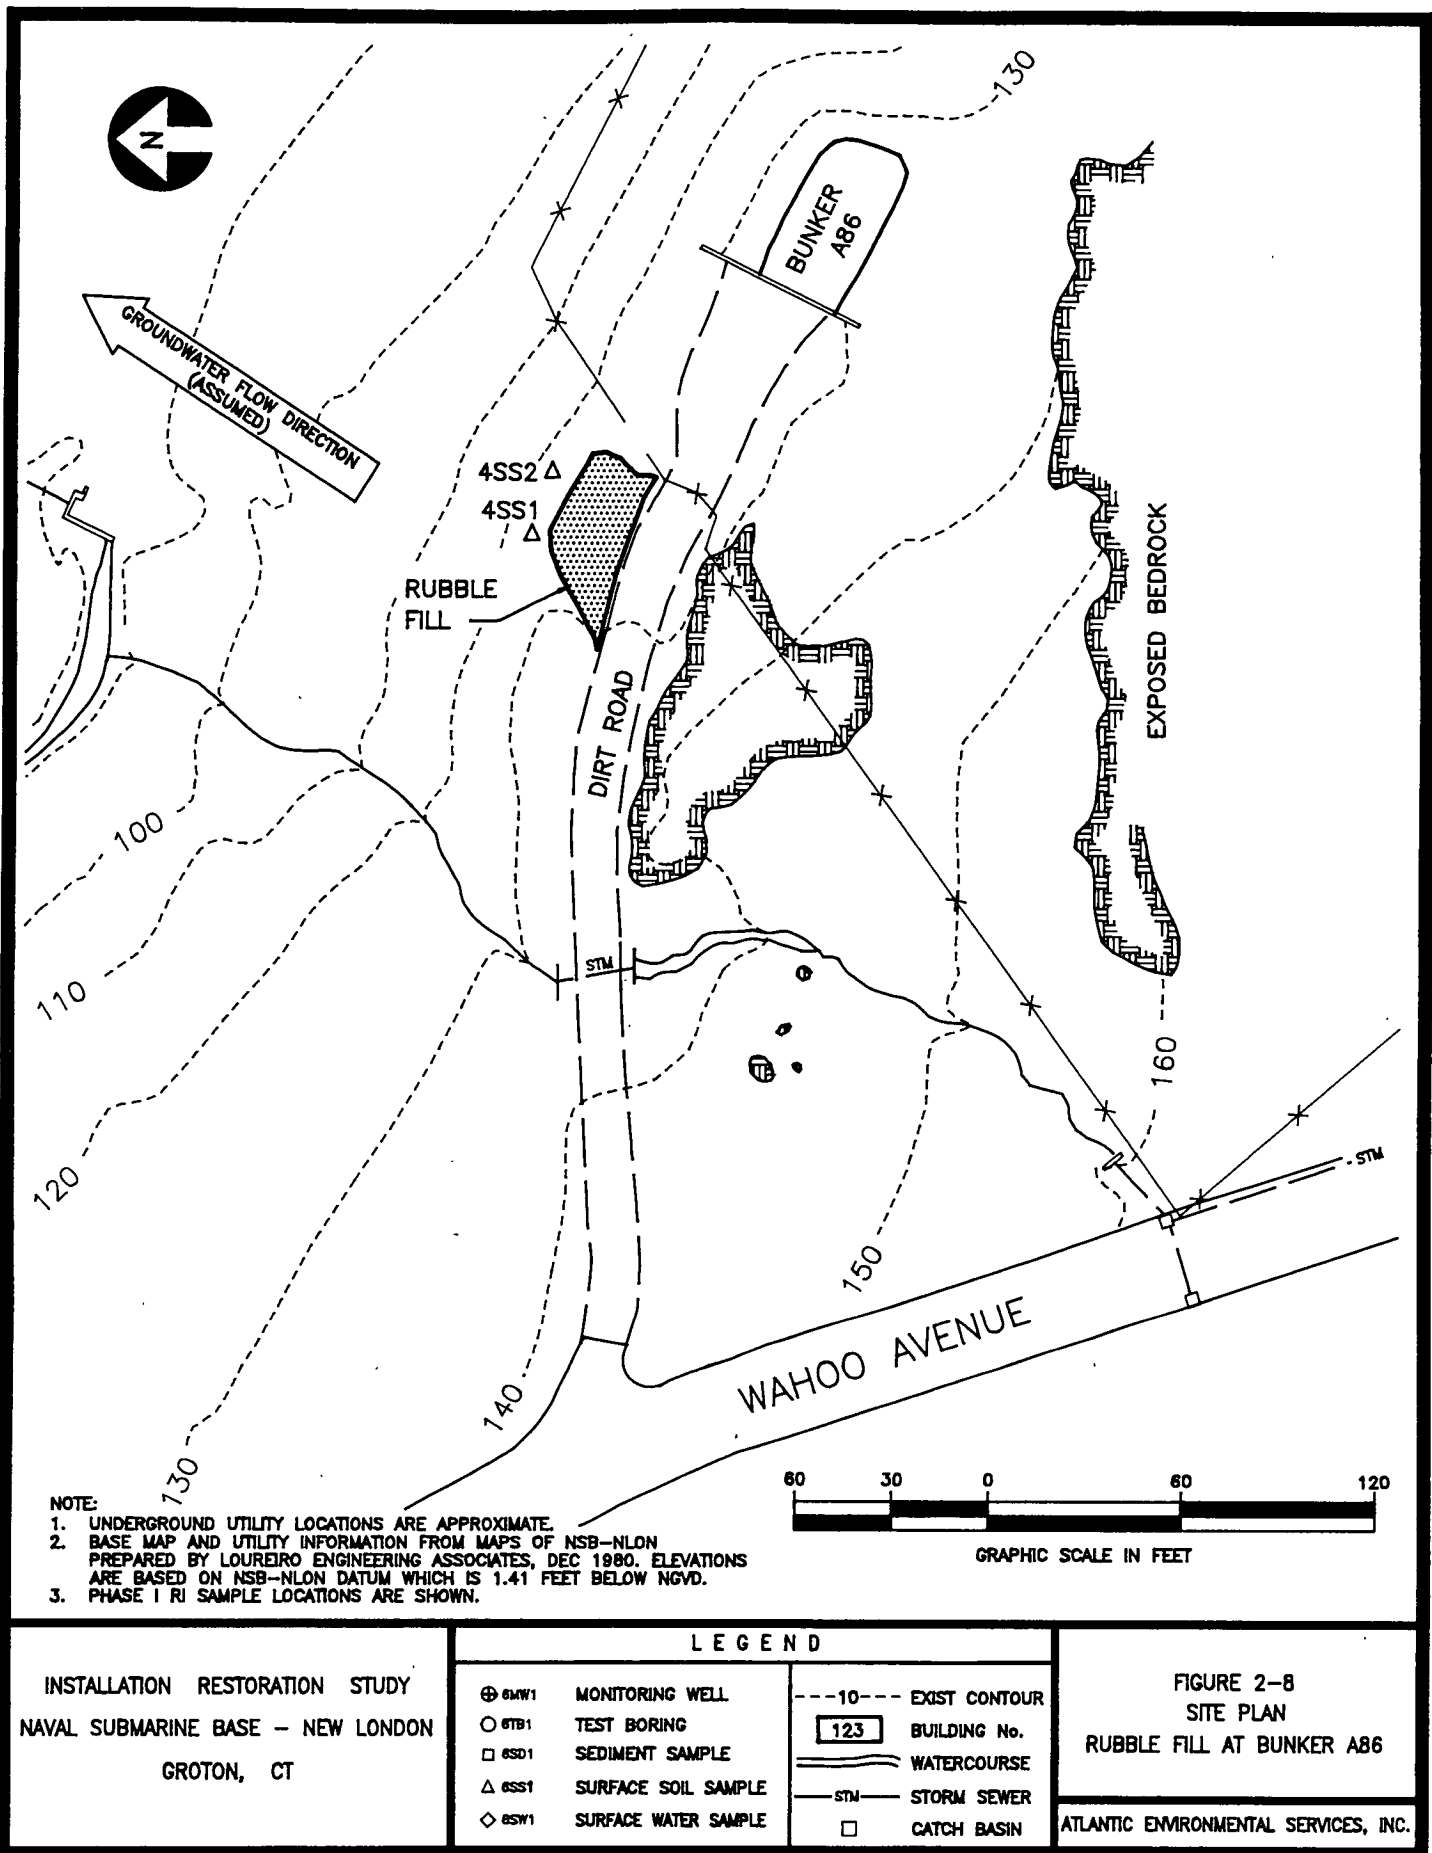 130
N
BUNKER
A86
GROUNDWATER FLOW DIRECTION
(ASSUMED)
4SS2
4SS1
RUBBLE
FILL
EXPOSED BEDROCK
DIRT ROAD
100
110
STM
160
120
STM
150
WAHOO AVENUE
140
130
60 30 0 60 120
GRAPHIC SCALE IN FEET
NOTE:
1. UNDERGROUND UTILITY LOCATIONS ARE APPROXIMATE.
2. BASE MAP AND UTILITY INFORMATION FROM MAPS OF NSB-NLON
PREPARED BY LOUREIRO ENGINEERING ASSOCIATES, DEC 1980. ELEVATIONS
ARE BASED ON NSB-NLON DATUM WHICH IS 1.41 FEET BELOW NGVD.
3. PHASE I RI SAMPLE LOCATIONS ARE SHOWN.
INSTALLATION RESTORATION STUDY
NAVAL SUBMARINE BASE - NEW LONDON
GROTON, CT
LEGEND
6MW1 MONITORING WELL
6TB1 TEST BORING
6SD1 SEDIMENT SAMPLE
6SS1 SURFACE SOIL SAMPLE
6SW1 SURFACE WATER SAMPLE
10 EXIST CONTOUR
123 BUILDING No.
WATERCOURSE
STM STORM SEWER
CATCH BASIN
FIGURE 2-8
SITE PLAN
RUBBLE FILL AT BUNKER A86
ATLANTIC ENVIRONMENTAL SERVICES, INC.